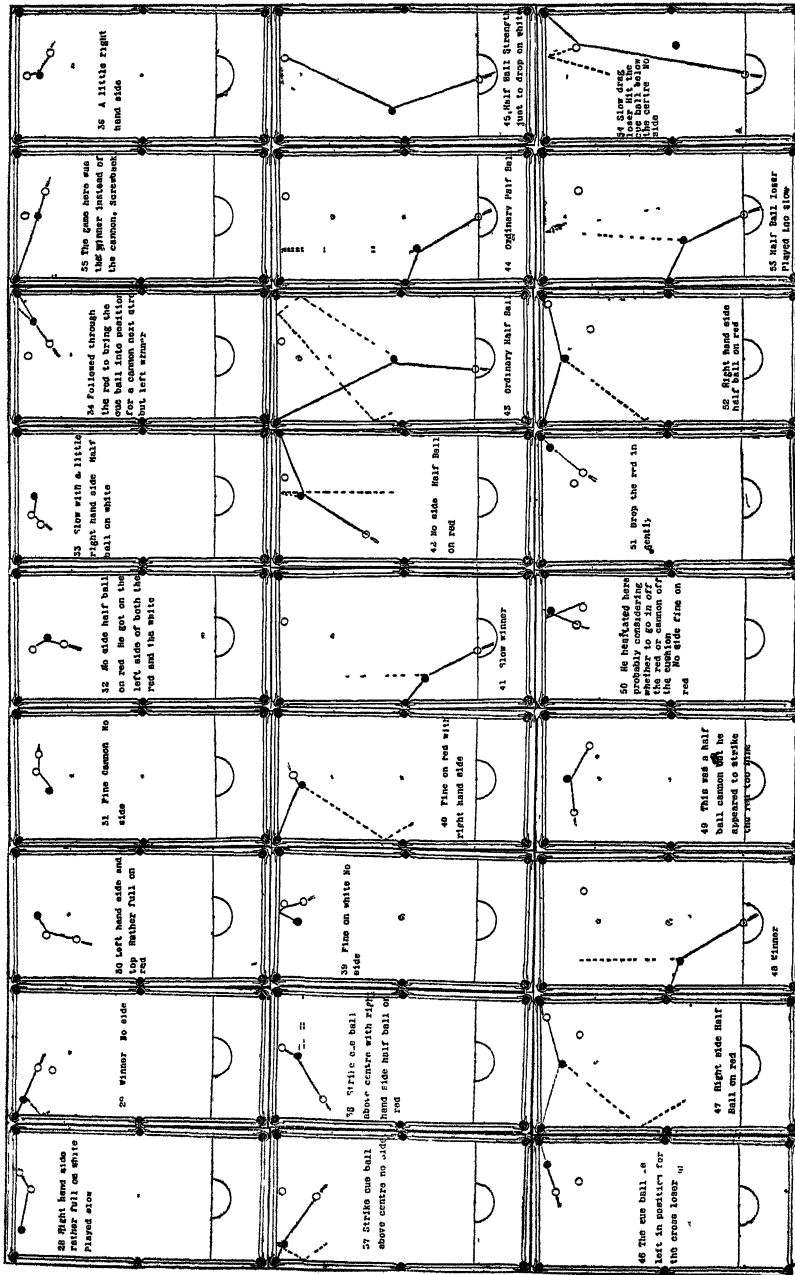 28 Right hand side
rather full on white
Played slow
29 Winner No side
30 Left hand side and
top Rather full on
red
31 Fine Cannon No
side
32 No side half ball
on red He got on the
left side of both the
red and the white
33 Slow with a little
right hand side Half
ball on white
34 Followed through
the red to bring the
cue ball into position
for a cannon next str
but left winner
35 The game here was
the winner instead of
the cannon. Screwback
36 A little right
hand side
37 Strike cue ball
above centre no side
38 Strike cue ball
above centre with right
hand side half ball on
red
39 Fine on white No
side
40 Fine on red with
right hand side
41 Slow winner
42 No side Half Ball
on red
43 Ordinary Half Ball
44 Ordinary Half Bal
45. Half Ball Strength
just to drop on white
46 The cue ball is
left in position for
the cross loser
47 Right side Half
Ball on red
48 Winner
49 This was a half
ball cannon but he
appeared to strike
the red too fine
50 He hesitated here
probably considering
whether to go in off
the red or cannon off
the cushion No side fine on
red
51 Drop the red in
gently
52 Right hand side
half ball on red
53 Half Ball loser
Played too slow
54 Slow drag
loser Hit the
cue ball below
the centre No
side
A